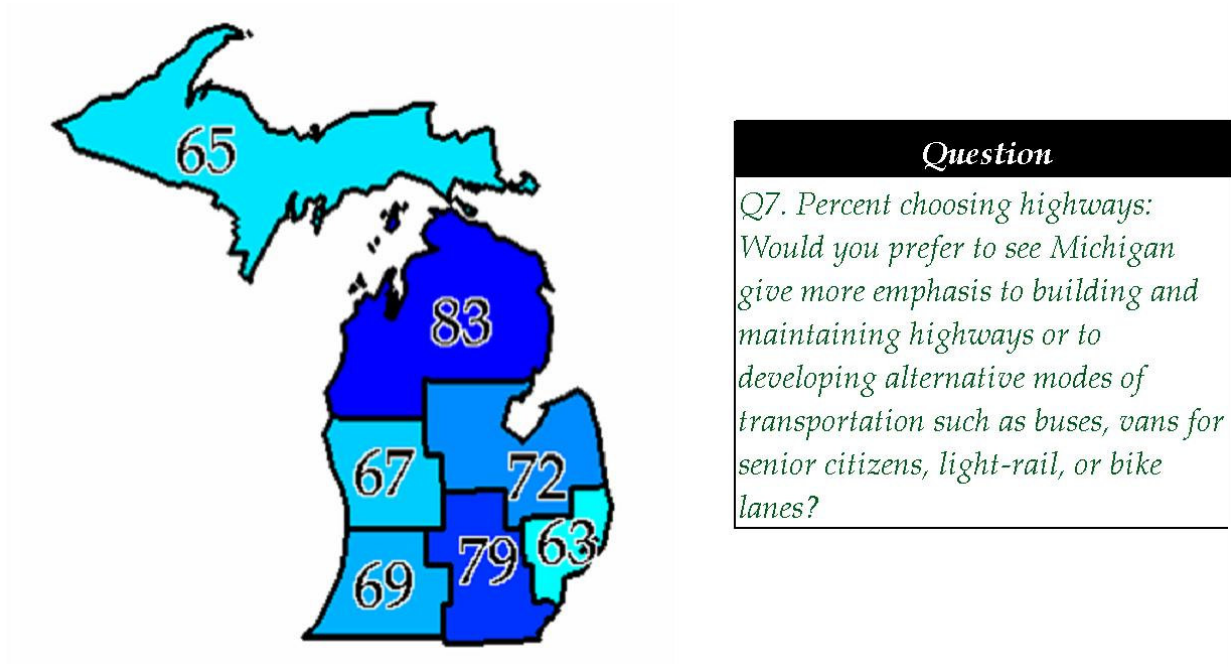 65
83
67
72
63
79
69
Question
Q7. Percent choosing highways:
Would you prefer to see Michigan
give more emphasis to building and
maintaining highways or to
developing alternative modes of
transportation such as buses, vans for
senior citizens, light-rail, or bike
lanes?